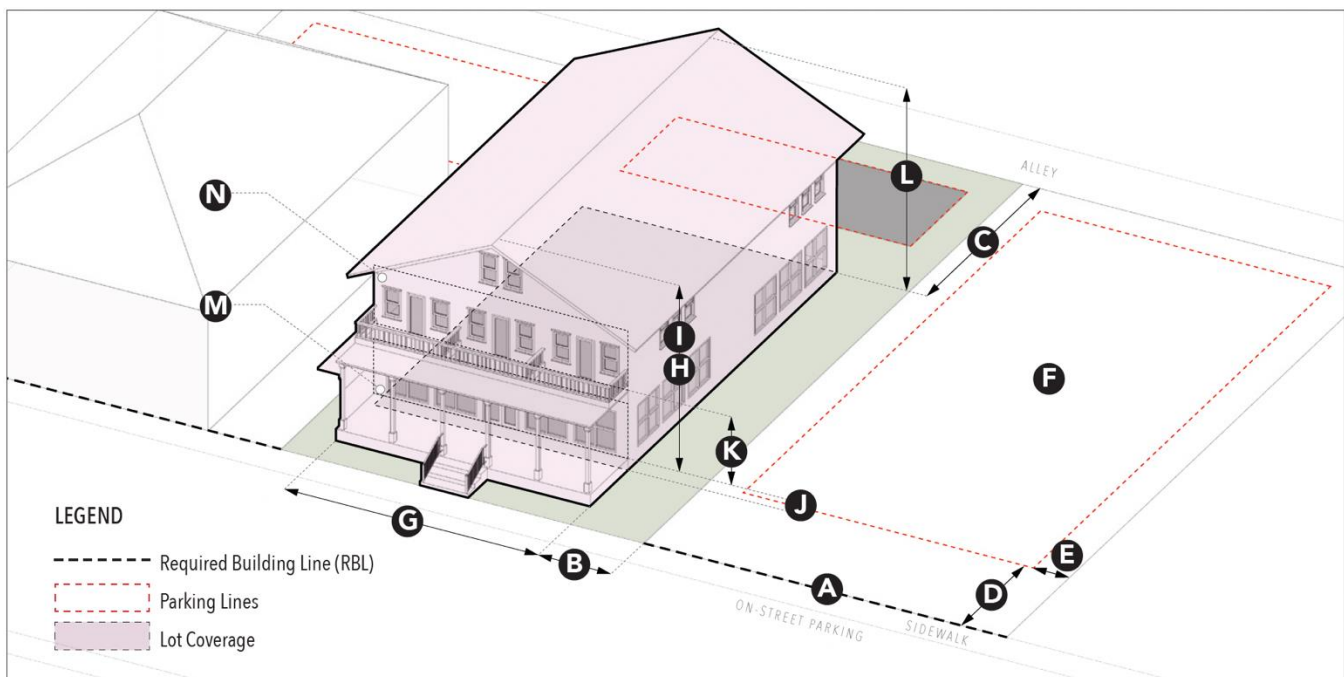 ALLEY
L
N
C
M
I
H
F
K
J
G
B
E
A
D
ON-STREET PARKING
SIDEWALK
LEGEND
Required Building Line (RBL)
Parking Lines
Lot Coverage